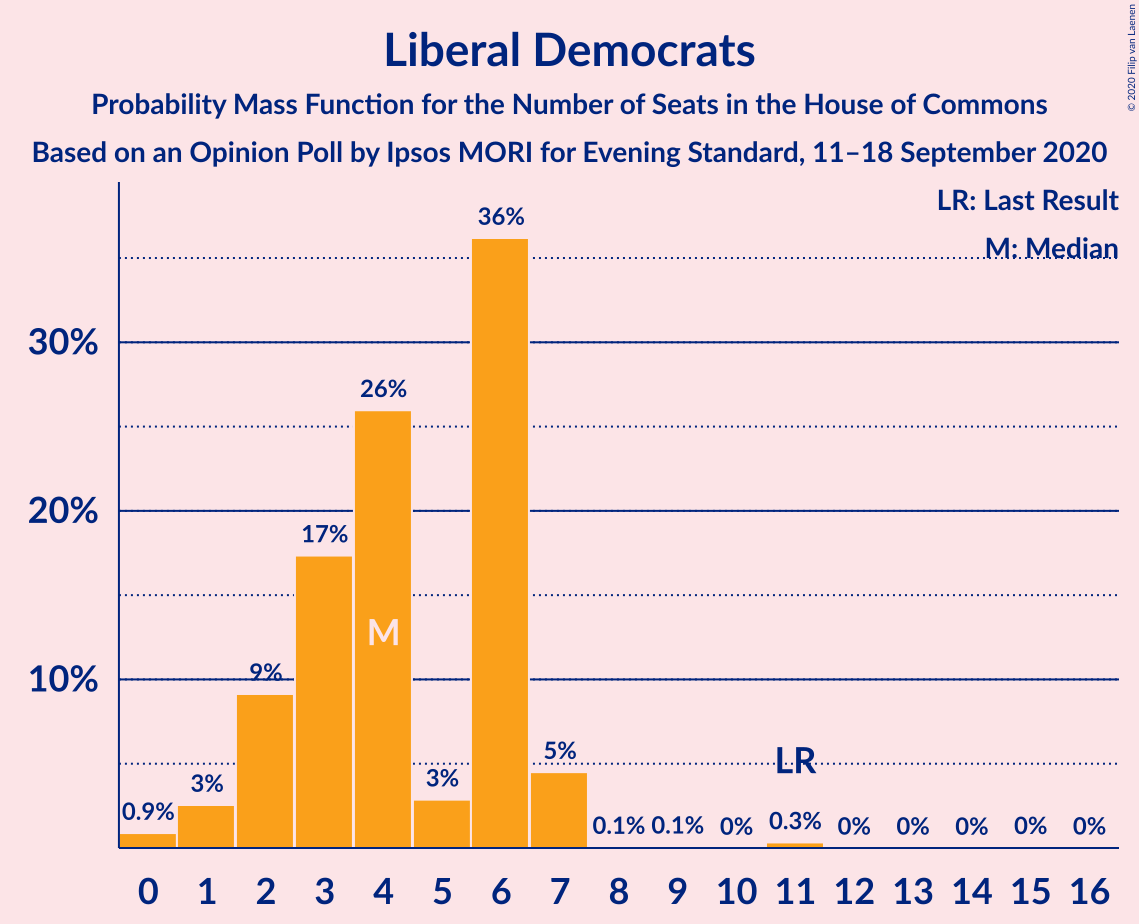 Liberal Democrats
Probability Mass Function for the Number of Seats in the House of Commons
Based on an Opinion Poll by Ipsos MORI for Evening Standard, 11–18 September 2020
© 2020 Filip van Laenen
LR: Last Result
M: Median
36%
30%
26%
20%
17%
M
10%
9%
5%
LR
3%
3%
0.9%
0.3%
0.1%
0.1%
0%
0%
0%
0%
0%
0%
0 1 2 3 4 5 6 7 8 9 10 11 12 13 14 15 16